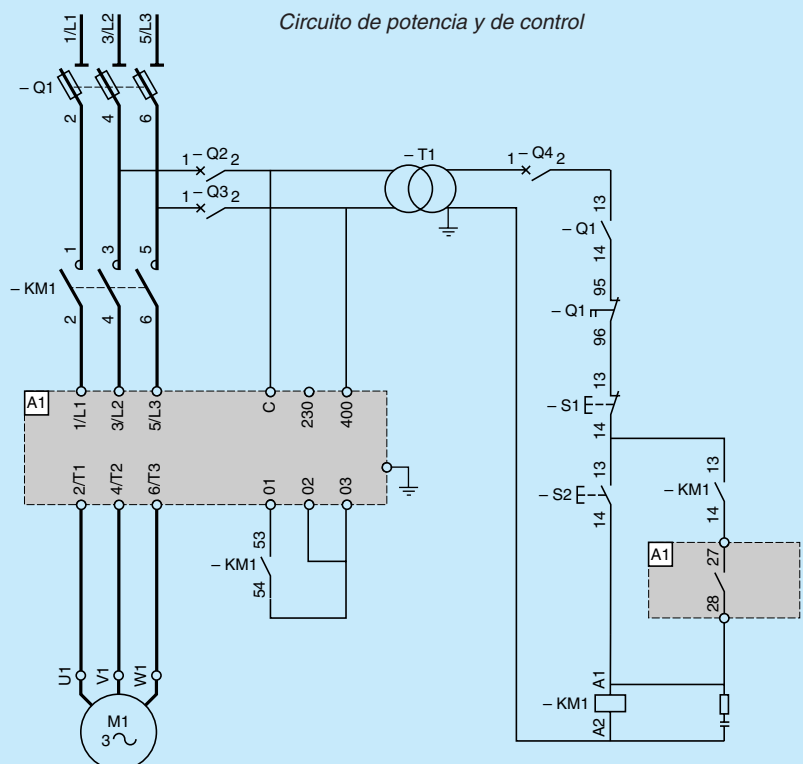 Circuito de potencia y de control
1/L1 3/L2 5/L3
– Q1
2 4 6
1 – Q2 2
– T1
1 – Q4 2
1 – Q3 2
13
– Q1
14
1 3 5
– KM1
2 4 6
95
– Q1
96
13
– S1
14
A1
1/L1 3/L2 5/L3 C 230 400
2/T1 4/T2 6/T3 01 02 03
13
– S2
14
13
– KM1
14
53
– KM1
54
A1
27
28
U1 V1 W1
M1
3
A1
– KM1
A2